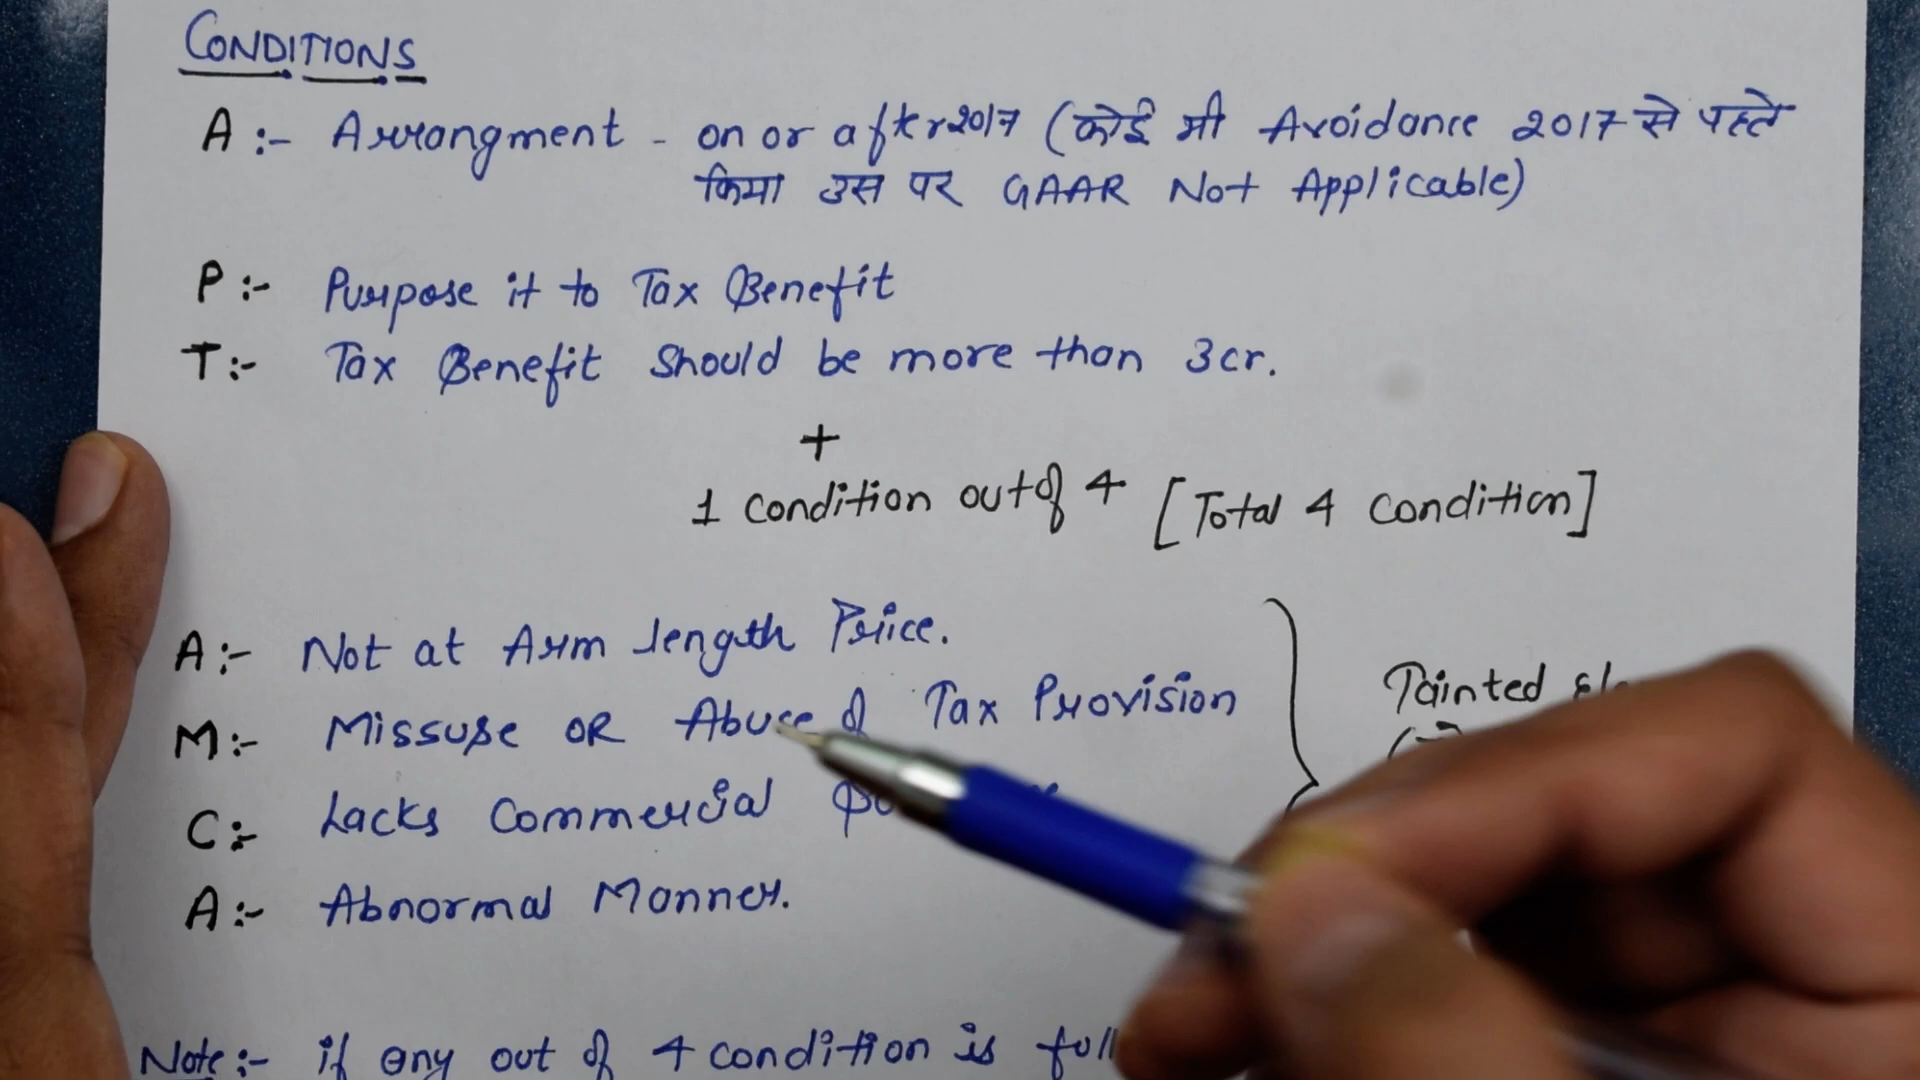 CONDITIONS
A :- Arrangment - on or aftr 2017 (कोई भी Avoidance 2017 से पहले
किया उस पर GAAR Not Applicable)
P :- Purpose it to Tax Benefit
T :- Tax Benefit Should be more than 3cr.
+
1 Condition out of 4 [Total 4 Condition]
A :- Not at Arm length Price.
M :- Missuse OR Abuse of Tax Provision
Tainted
C :- Lacks Commercial
A :- Abnormal Manner.
Note :- if any out of 4 condition is